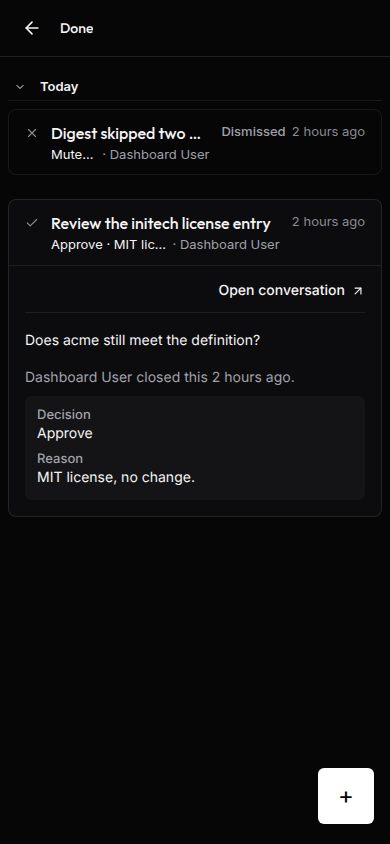 Done
Today
Digest skipped two ... Dismissed 2 hours ago
Mute... · Dashboard User
Review the initech license entry 2 hours ago
Approve · MIT lic... · Dashboard User
Open conversation
Does acme still meet the definition?
Dashboard User closed this 2 hours ago.
Decision
Approve
Reason
MIT license, no change.